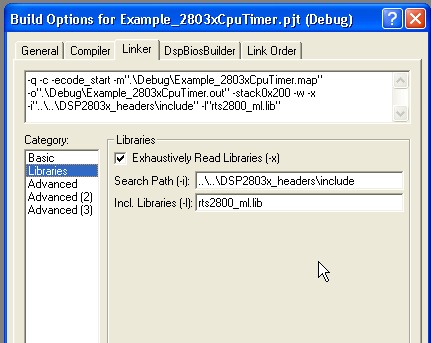 Build Options for Example_2803xCpuTimer.pjt (Debug)
General Compiler Linker DspBiosBuilder Link Order
-q -c -ecode_start -m".\Debug\Example_2803xCpuTimer.map"
-o".\Debug\Example_2803xCpuTimer.out" -stack0x200 -w -x
-i"..\..\DSP2803x_headers\include" -l"rts2800_ml.lib"
Category:
Basic
Libraries
Advanced
Advanced (2)
Advanced (3)
Libraries
Exhaustively Read Libraries (-x)
Search Path (-i): ..\..\DSP2803x_headers\include
Incl. Libraries (-l): rts2800_ml.lib